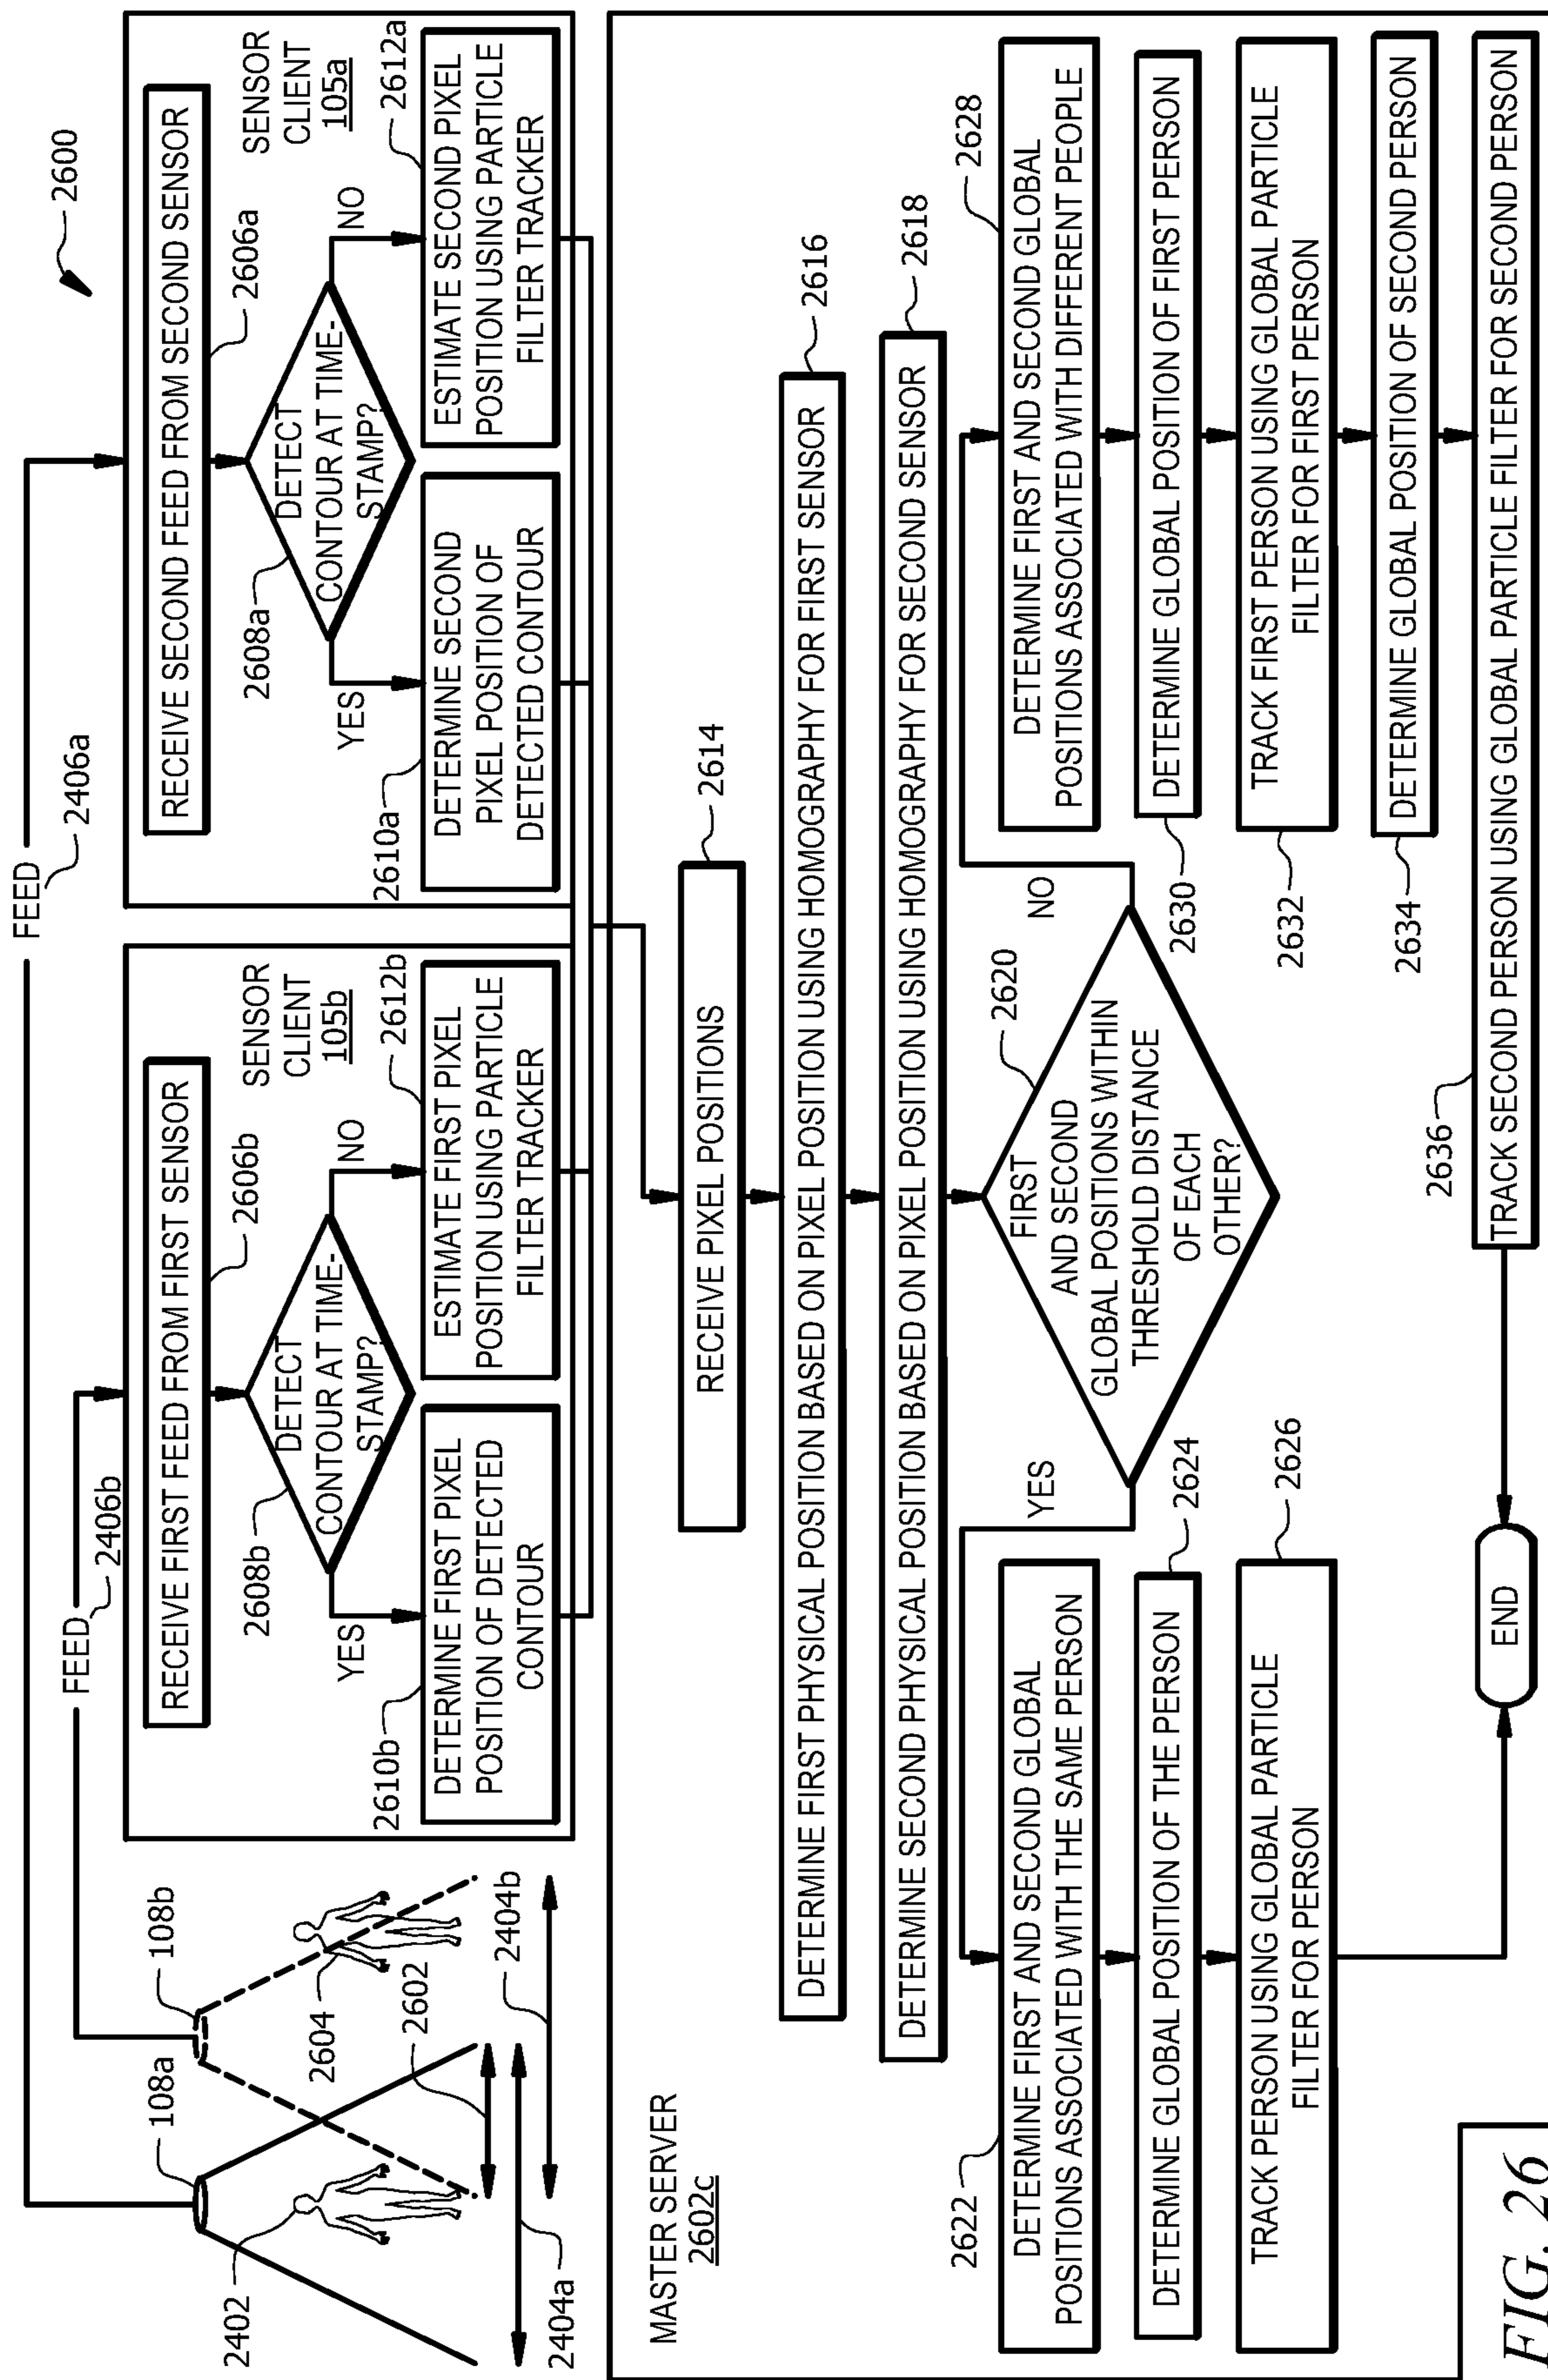 2600
FEED
2406a
FEED
2406b
108a
108b
2402
2604
2602
2404a
2404b
RECEIVE FIRST FEED FROM FIRST SENSOR
2606b
SENSOR
CLIENT
105b
DETECT
CONTOUR AT TIME-
STAMP?
2608b
YES
NO
2610b
DETERMINE FIRST PIXEL
POSITION OF DETECTED
CONTOUR
2612b
ESTIMATE FIRST PIXEL
POSITION USING PARTICLE
FILTER TRACKER
RECEIVE SECOND FEED FROM SECOND SENSOR
2606a
SENSOR
CLIENT
105a
DETECT
CONTOUR AT TIME-
STAMP?
2608a
YES
NO
2610a
DETERMINE SECOND
PIXEL POSITION OF
DETECTED CONTOUR
2612a
ESTIMATE SECOND PIXEL
POSITION USING PARTICLE
FILTER TRACKER
MASTER SERVER
2602c
RECEIVE PIXEL POSITIONS
2614
DETERMINE FIRST PHYSICAL POSITION BASED ON PIXEL POSITION USING HOMOGRAPHY FOR FIRST SENSOR
2616
DETERMINE SECOND PHYSICAL POSITION BASED ON PIXEL POSITION USING HOMOGRAPHY FOR SECOND SENSOR
2618
FIRST
AND SECOND
GLOBAL POSITIONS WITHIN
THRESHOLD DISTANCE
OF EACH
OTHER?
2620
YES
NO
2622
DETERMINE FIRST AND SECOND GLOBAL
POSITIONS ASSOCIATED WITH THE SAME PERSON
DETERMINE GLOBAL POSITION OF THE PERSON
2624
TRACK PERSON USING GLOBAL PARTICLE
FILTER FOR PERSON
2626
DETERMINE FIRST AND SECOND GLOBAL
POSITIONS ASSOCIATED WITH DIFFERENT PEOPLE
2628
DETERMINE GLOBAL POSITION OF FIRST PERSON
2630
TRACK FIRST PERSON USING GLOBAL PARTICLE
FILTER FOR FIRST PERSON
2632
DETERMINE GLOBAL POSITION OF SECOND PERSON
2634
TRACK SECOND PERSON USING GLOBAL PARTICLE FILTER FOR SECOND PERSON
2636
END
FIG. 26